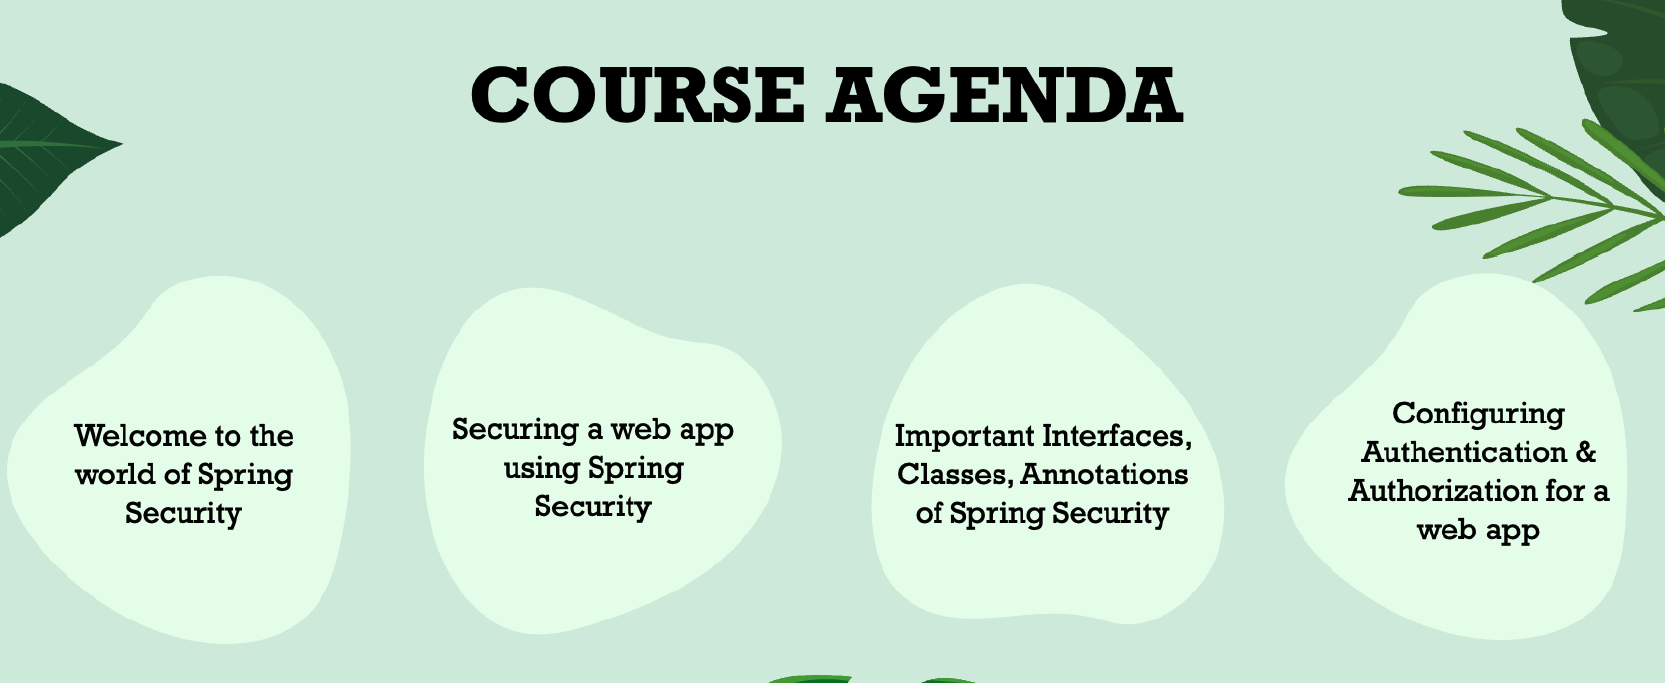 COURSE AGENDA
Welcome to the
world of Spring
Security
Securing a web app
using Spring
Security
Important Interfaces,
Classes, Annotations
of Spring Security
Configuring
Authentication &
Authorization for a
web app